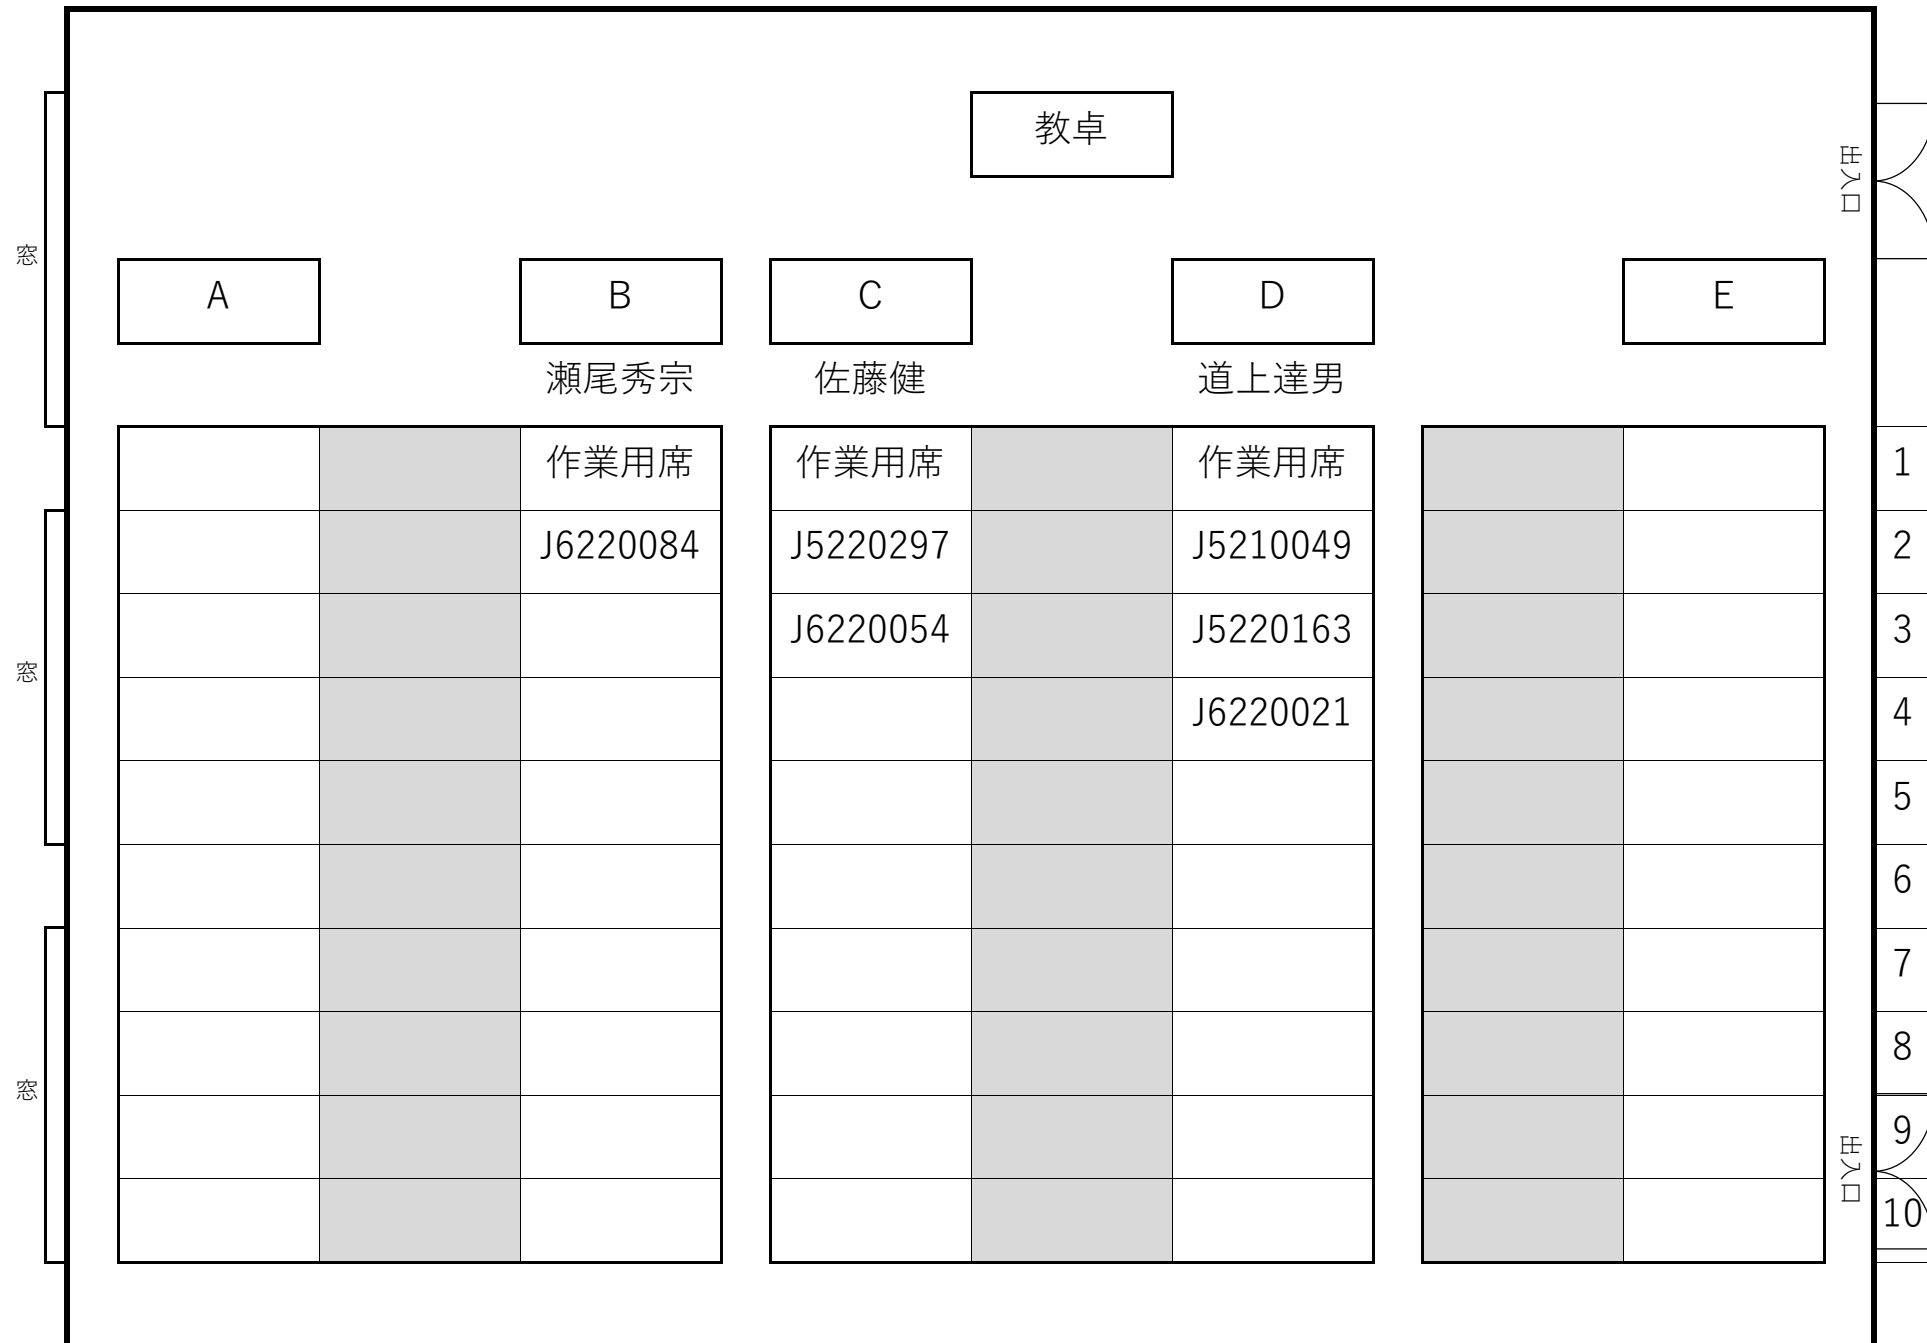 教卓
出入口
窓
A B C D E
瀬尾秀宗 佐藤健 道上達男
作業用席 作業用席 作業用席 1
J6220084 J5220297 J5210049 2
J6220054 J5220163 3
窓
J6220021 4
5
6
7
8
窓
9
出入口
10